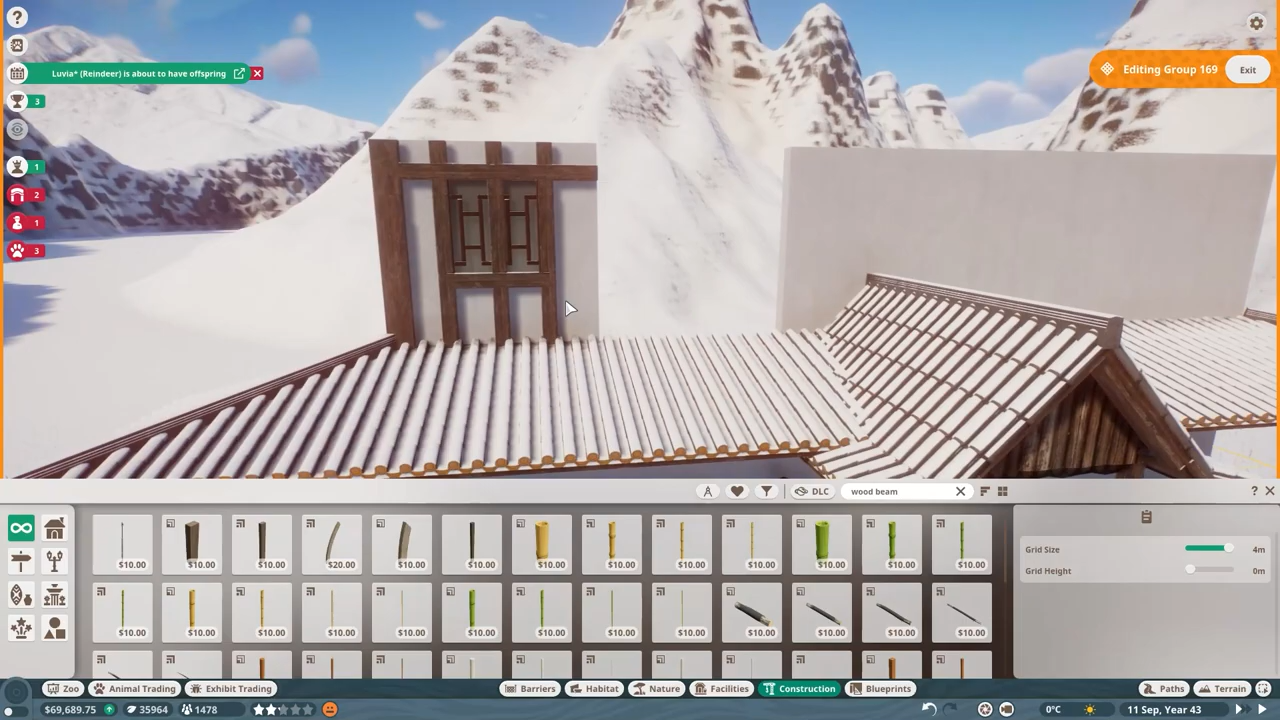 ?
Luvia* (Reindeer) is about to have offspring
3
1
2
1
3
Editing Group 169
Exit
DLC
wood beam
?
$10.00 $10.00 $10.00 $20.00 $10.00 $10.00 $10.00 $10.00 $10.00 $10.00 $10.00 $10.00 $10.00
$10.00 $10.00 $10.00 $10.00 $10.00 $10.00 $10.00 $10.00 $10.00 $10.00 $10.00 $10.00 $10.00
Grid Size 4m
Grid Height 0m
Zoo Animal Trading Exhibit Trading Barriers Habitat Nature Facilities Construction Blueprints Paths Terrain
$69,689.75 35964 1478 0°C 11 Sep, Year 43